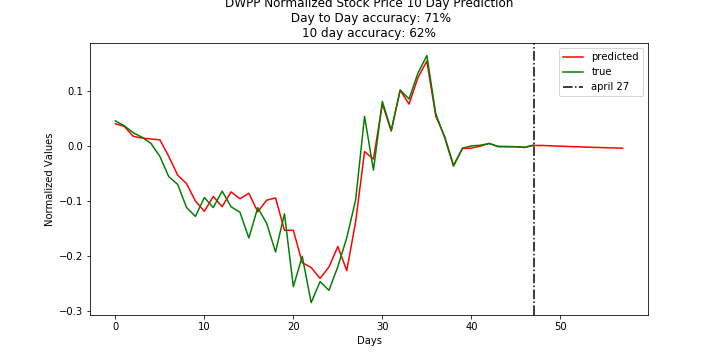 DWPP Normalized Stock Price 10 Day Prediction
Day to Day accuracy: 71%
10 day accuracy: 62%
predicted
true
april 27
0.1
0.0
−0.1
−0.2
−0.3
Normalized Values
0 10 20 30 40 50
Days